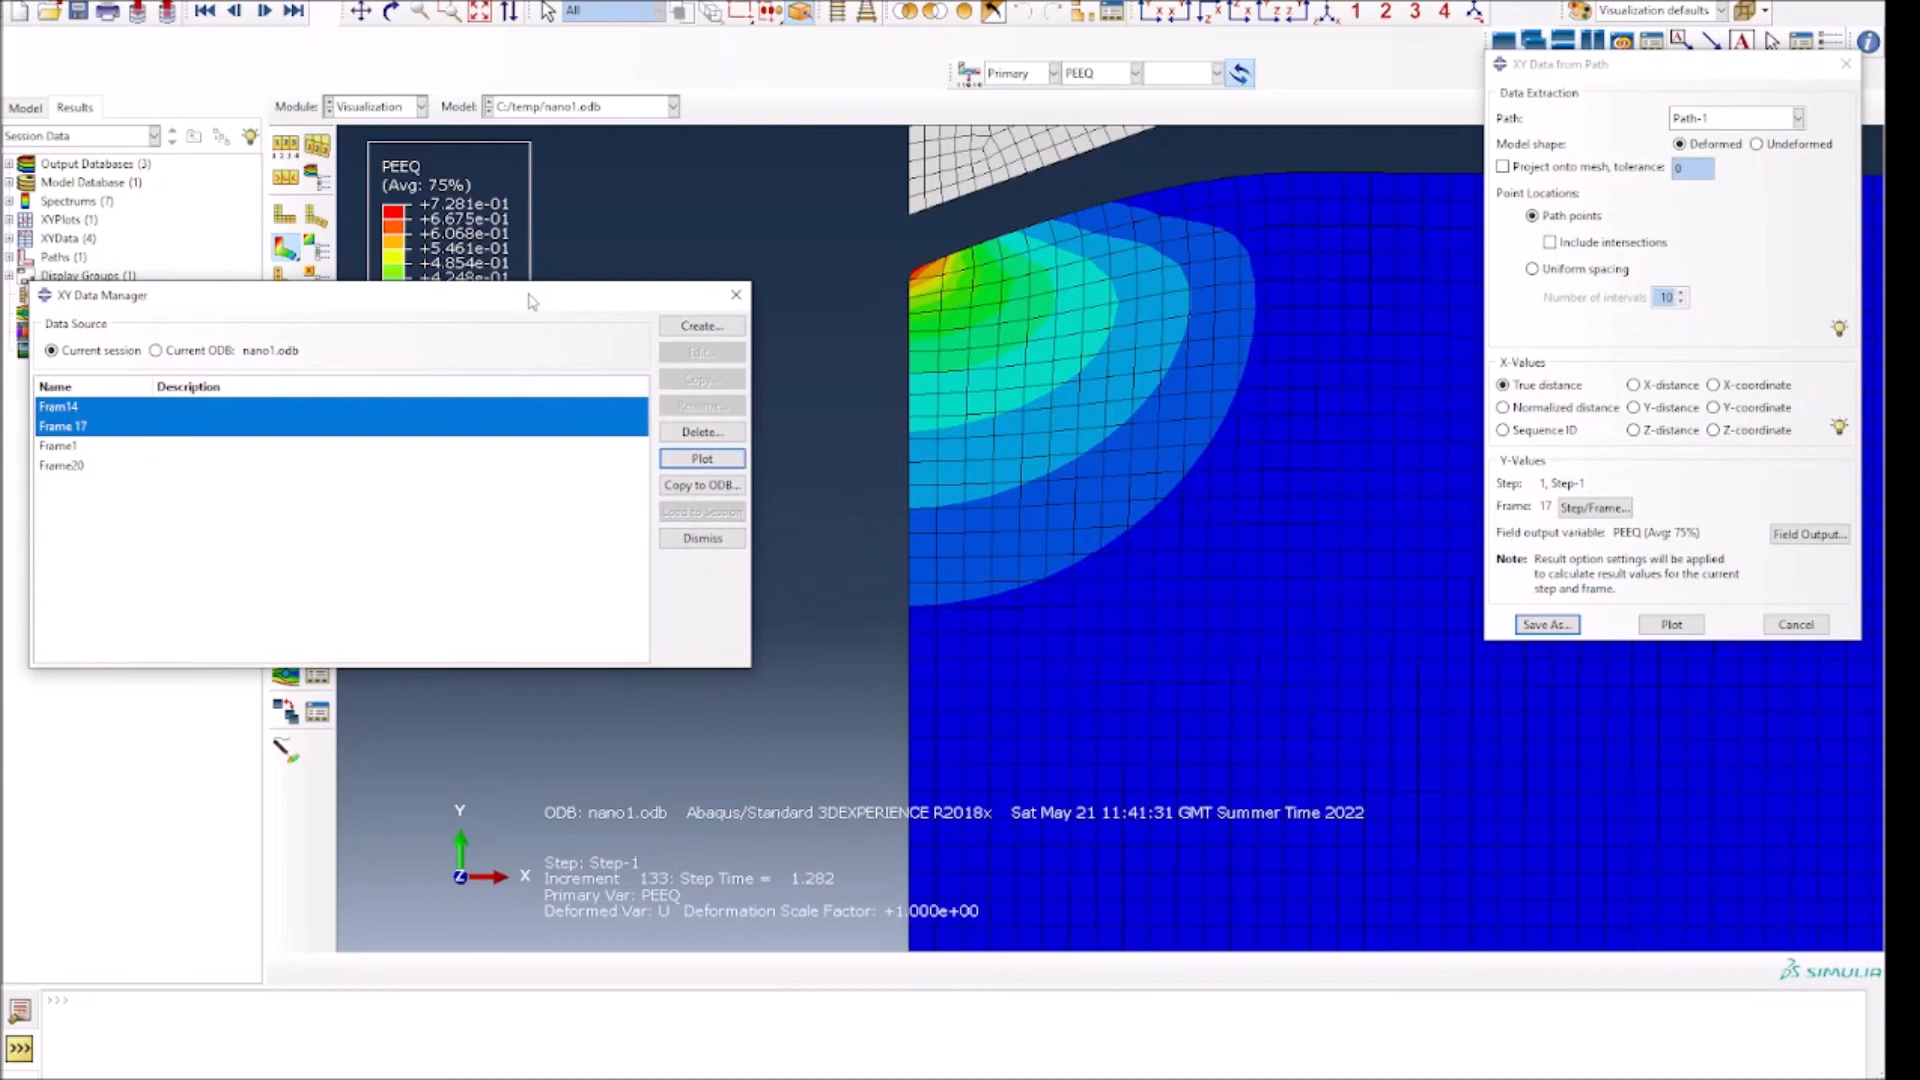 All
Visualization defaults
1 2 3 4
Primary
PEEQ
XY Data from Path
Model
Results
Module:
Visualization
Model:
C:/temp/nano1.odb
Session Data
Output Databases (3)
Model Database (1)
Spectrums (7)
XYPlots (1)
XYData (4)
Paths (1)
Display Groups (1)
PEEQ
(Avg: 75%)
+7.281e-01
+6.675e-01
+6.068e-01
+5.461e-01
+4.854e-01
+4.248e-01
XY Data Manager
Data Source
Current session
Current ODB: nano1.odb
Name
Description
Fram14
Frame 17
Frame1
Frame20
Create...
Edit...
Copy...
Rename...
Delete...
Plot
Copy to ODB...
Load to Session
Dismiss
Data Extraction
Path:
Path-1
Model shape:
Deformed
Undeformed
Project onto mesh, tolerance:
0
Point Locations:
Path points
Include intersections
Uniform spacing
Number of intervals
10
X-Values
True distance
X-distance
X-coordinate
Normalized distance
Y-distance
Y-coordinate
Sequence ID
Z-distance
Z-coordinate
Y-Values
Step: 1, Step-1
Frame: 17
Step/Frame...
Field output variable: PEEQ (Avg: 75%)
Field Output...
Note: Result option settings will be applied
to calculate result values for the current
step and frame.
Save As...
Plot
Cancel
Y
Z
X
ODB: nano1.odb Abaqus/Standard 3DEXPERIENCE R2018x Sat May 21 11:41:31 GMT Summer Time 2022
Step: Step-1
Increment 133: Step Time = 1.282
Primary Var: PEEQ
Deformed Var: U Deformation Scale Factor: +1.000e+00
SIMULIA
>>>
>>>